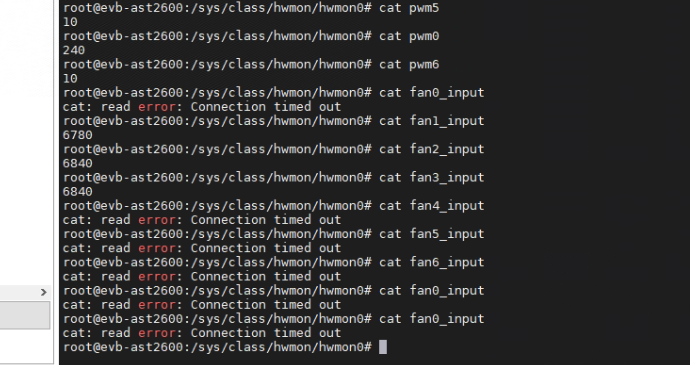 root@evb-ast2600:/sys/class/hwmon/hwmon0# cat pwm5
10
root@evb-ast2600:/sys/class/hwmon/hwmon0# cat pwm0
240
root@evb-ast2600:/sys/class/hwmon/hwmon0# cat pwm6
10
root@evb-ast2600:/sys/class/hwmon/hwmon0# cat fan0_input
cat: read error: Connection timed out
root@evb-ast2600:/sys/class/hwmon/hwmon0# cat fan1_input
6780
root@evb-ast2600:/sys/class/hwmon/hwmon0# cat fan2_input
6840
root@evb-ast2600:/sys/class/hwmon/hwmon0# cat fan3_input
6840
root@evb-ast2600:/sys/class/hwmon/hwmon0# cat fan4_input
cat: read error: Connection timed out
root@evb-ast2600:/sys/class/hwmon/hwmon0# cat fan5_input
cat: read error: Connection timed out
root@evb-ast2600:/sys/class/hwmon/hwmon0# cat fan6_input
cat: read error: Connection timed out
root@evb-ast2600:/sys/class/hwmon/hwmon0# cat fan0_input
cat: read error: Connection timed out
root@evb-ast2600:/sys/class/hwmon/hwmon0# cat fan0_input
cat: read error: Connection timed out
root@evb-ast2600:/sys/class/hwmon/hwmon0#